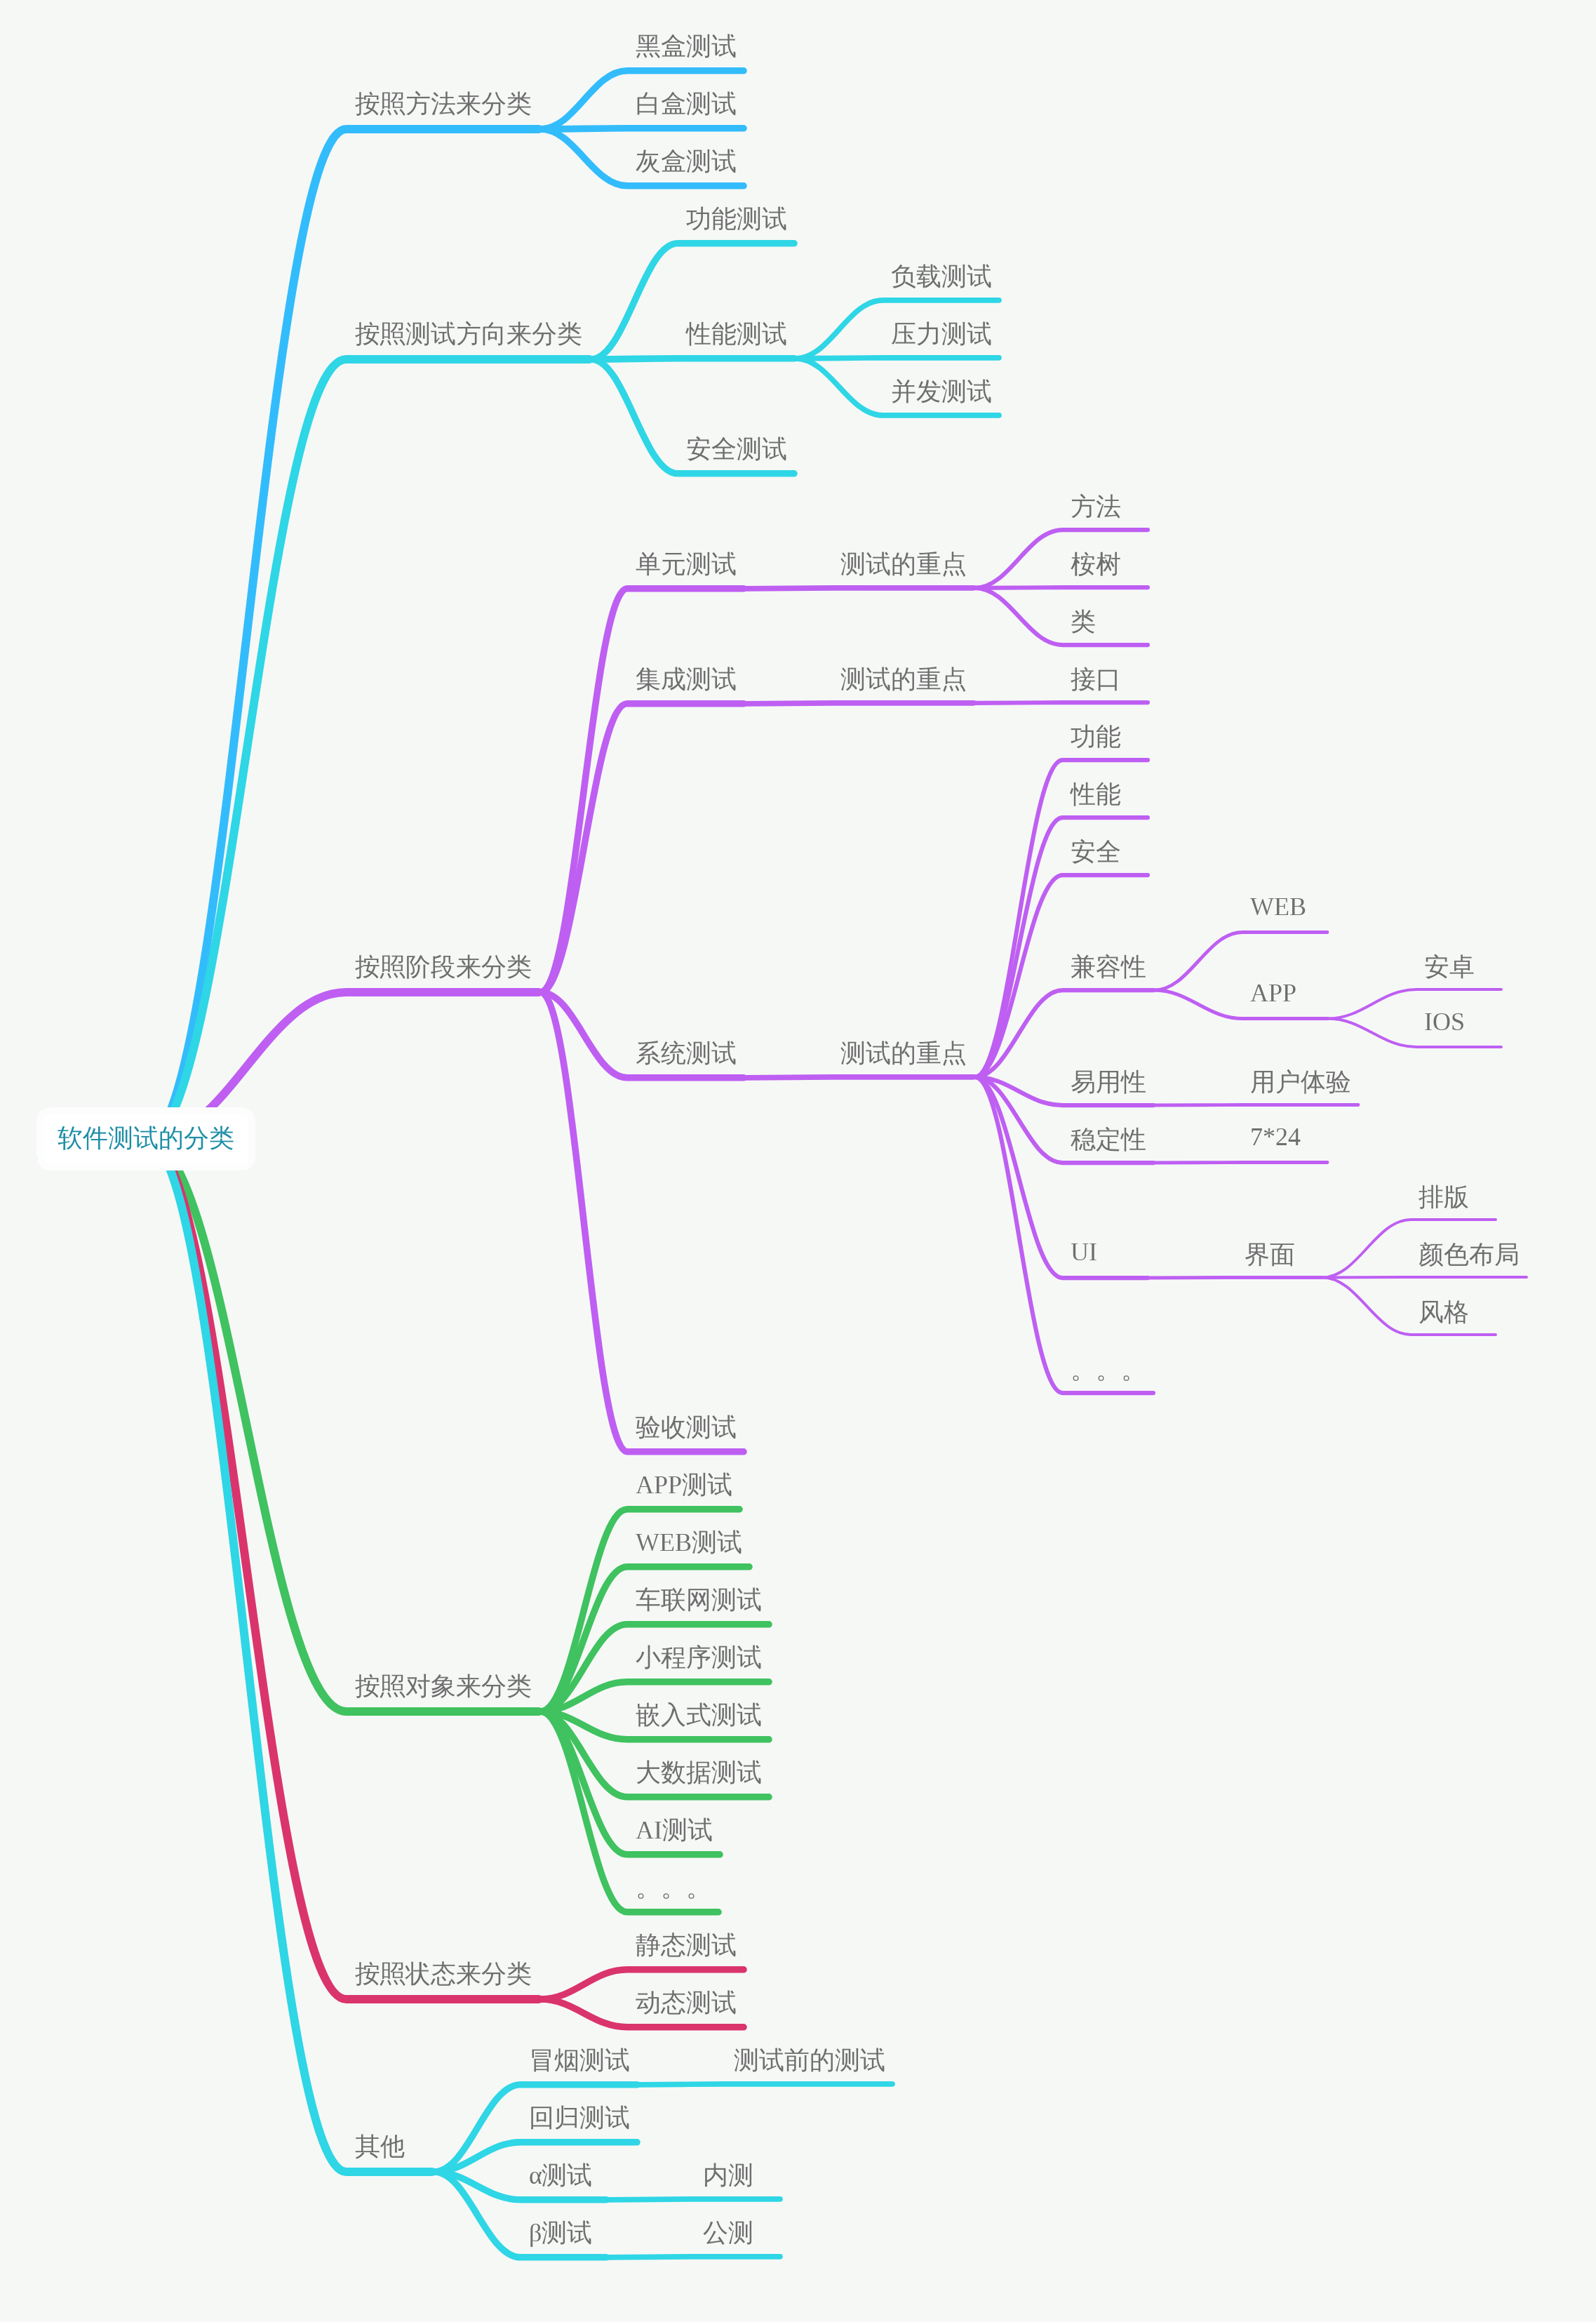 黑盒测试
按照方法来分类
白盒测试
灰盒测试
功能测试
负载测试
按照测试方向来分类
性能测试
压力测试
并发测试
安全测试
方法
单元测试
测试的重点
桉树
类
集成测试
测试的重点
接口
功能
性能
安全
WEB
按照阶段来分类
兼容性
安卓
APP
IOS
系统测试
测试的重点
易用性
用户体验
软件测试的分类
稳定性
7*24
排版
UI
界面
颜色布局
风格
。。。
验收测试
APP测试
WEB测试
车联网测试
小程序测试
按照对象来分类
嵌入式测试
大数据测试
AI测试
。。。
静态测试
按照状态来分类
动态测试
冒烟测试
测试前的测试
回归测试
其他
α测试
内测
β测试
公测